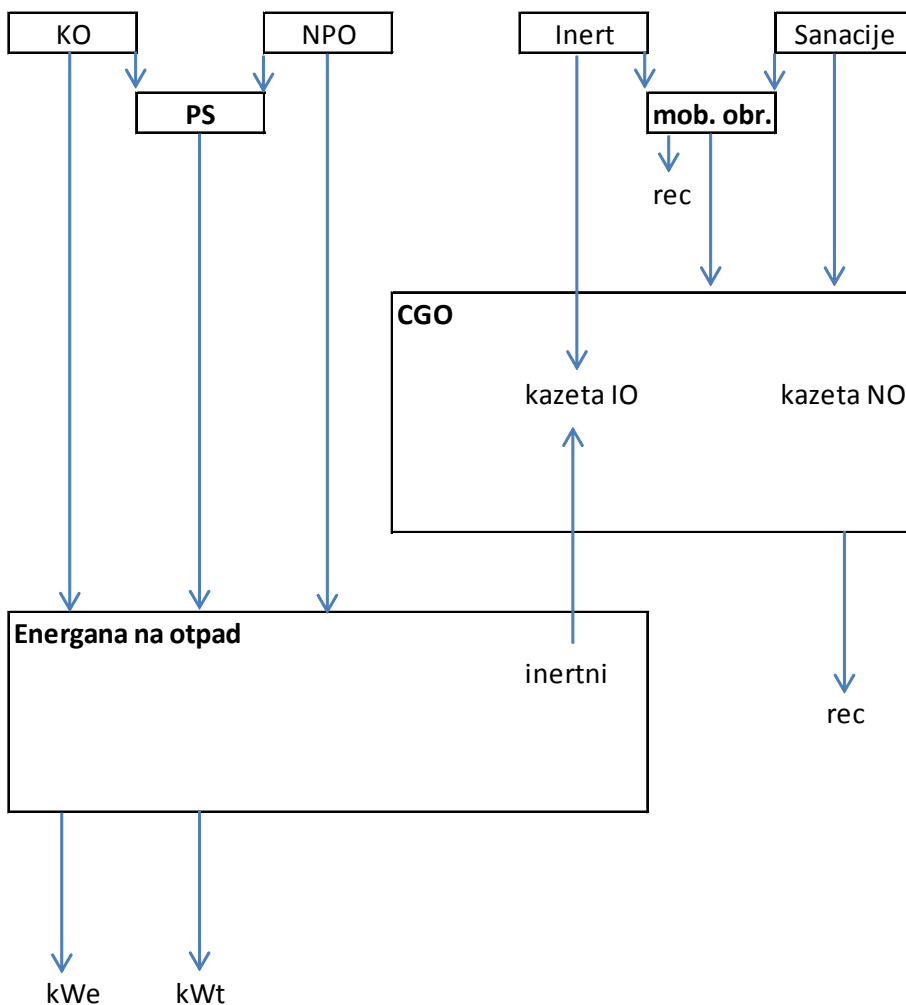 KO
NPO
Inert
Sanacije
PS
mob. obr.
rec
CGO
kazeta IO
kazeta NO
Energana na otpad
inertni
rec
kWe
kWt